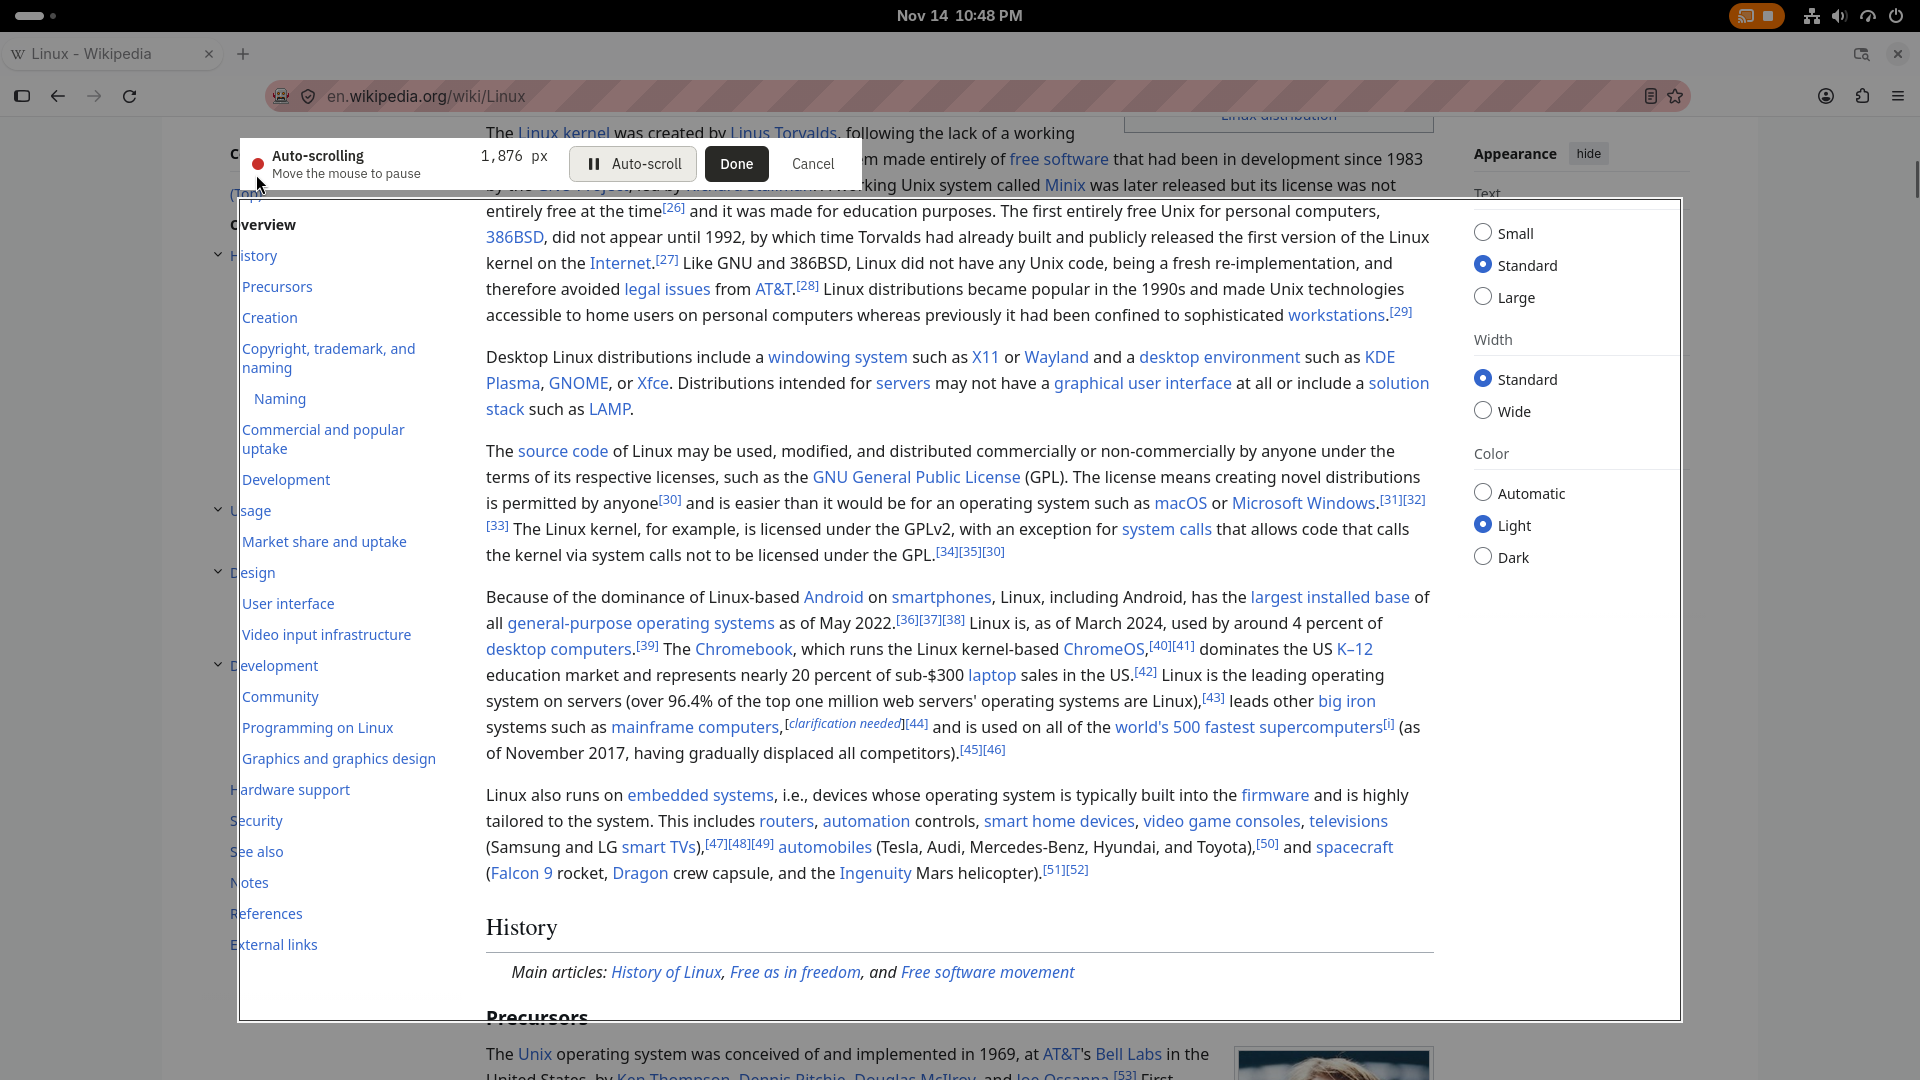 Nov 14 10:48 PM
Linux - Wikipedia
en.wikipedia.org/wiki/Linux
Auto-scrolling
Move the mouse to pause
1,876 px
Auto-scroll
Done
Cancel
(Top)
Overview
History
Precursors
Creation
Copyright, trademark, and
naming
Naming
Commercial and popular
uptake
Development
Usage
Market share and uptake
Design
User interface
Video input infrastructure
Development
Community
Programming on Linux
Graphics and graphics design
Hardware support
Security
See also
Notes
References
External links
Linux distribution
The Linux kernel was created by Linus Torvalds, following the lack of a working
made entirely of free software that had been in development since 1983
by the GNU Project, led by Richard Stallman. A working Unix system called Minix was later released but its license was not
entirely free at the time[26] and it was made for education purposes. The first entirely free Unix for personal computers,
386BSD, did not appear until 1992, by which time Torvalds had already built and publicly released the first version of the Linux
kernel on the Internet.[27] Like GNU and 386BSD, Linux did not have any Unix code, being a fresh re-implementation, and
therefore avoided legal issues from AT&T.[28] Linux distributions became popular in the 1990s and made Unix technologies
accessible to home users on personal computers whereas previously it had been confined to sophisticated workstations.[29]
Desktop Linux distributions include a windowing system such as X11 or Wayland and a desktop environment such as KDE
Plasma, GNOME, or Xfce. Distributions intended for servers may not have a graphical user interface at all or include a solution
stack such as LAMP.
The source code of Linux may be used, modified, and distributed commercially or non-commercially by anyone under the
terms of its respective licenses, such as the GNU General Public License (GPL). The license means creating novel distributions
is permitted by anyone[30] and is easier than it would be for an operating system such as macOS or Microsoft Windows.[31][32]
[33] The Linux kernel, for example, is licensed under the GPLv2, with an exception for system calls that allows code that calls
the kernel via system calls not to be licensed under the GPL.[34][35][30]
Because of the dominance of Linux-based Android on smartphones, Linux, including Android, has the largest installed base of
all general-purpose operating systems as of May 2022.[36][37][38] Linux is, as of March 2024, used by around 4 percent of
desktop computers.[39] The Chromebook, which runs the Linux kernel-based ChromeOS,[40][41] dominates the US K–12
education market and represents nearly 20 percent of sub-$300 laptop sales in the US.[42] Linux is the leading operating
system on servers (over 96.4% of the top one million web servers' operating systems are Linux),[43] leads other big iron
systems such as mainframe computers,[clarification needed][44] and is used on all of the world's 500 fastest supercomputers[i] (as
of November 2017, having gradually displaced all competitors).[45][46]
Linux also runs on embedded systems, i.e., devices whose operating system is typically built into the firmware and is highly
tailored to the system. This includes routers, automation controls, smart home devices, video game consoles, televisions
(Samsung and LG smart TVs),[47][48][49] automobiles (Tesla, Audi, Mercedes-Benz, Hyundai, and Toyota),[50] and spacecraft
(Falcon 9 rocket, Dragon crew capsule, and the Ingenuity Mars helicopter).[51][52]
History
Main articles: History of Linux, Free as in freedom, and Free software movement
Precursors
The Unix operating system was conceived of and implemented in 1969, at AT&T's Bell Labs in the
United States, by Ken Thompson, Dennis Ritchie, Douglas McIlroy, and Joe Ossanna.[53] First
Appearance
hide
Text
Small
Standard
Large
Width
Standard
Wide
Color
Automatic
Light
Dark